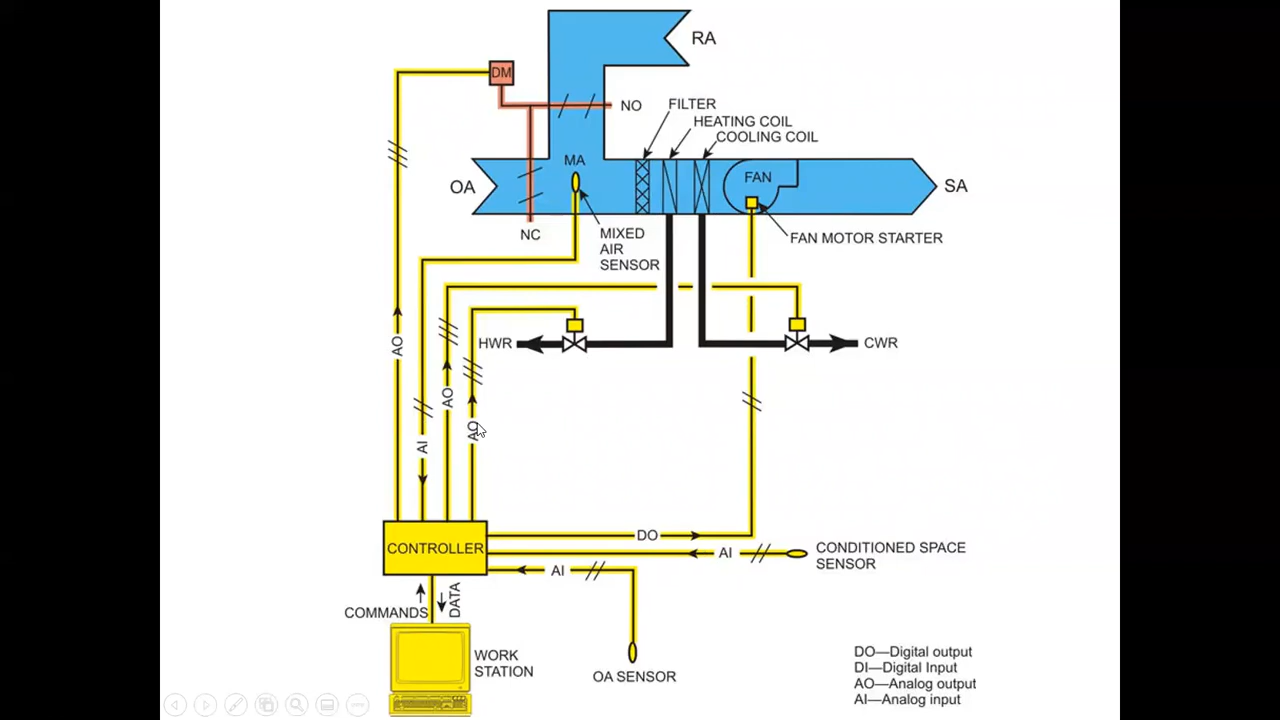 RA
DM
NO
FILTER
HEATING COIL
COOLING COIL
MA
OA
FAN
SA
NC
MIXED
AIR
SENSOR
FAN MOTOR STARTER
HWR
CWR
AO
AI
AO
AO
CONTROLLER
DO
AI
CONDITIONED SPACE
SENSOR
AI
COMMANDS
DATA
WORK
STATION
OA SENSOR
DO—Digital output
DI—Digital Input
AO—Analog output
AI—Analog input